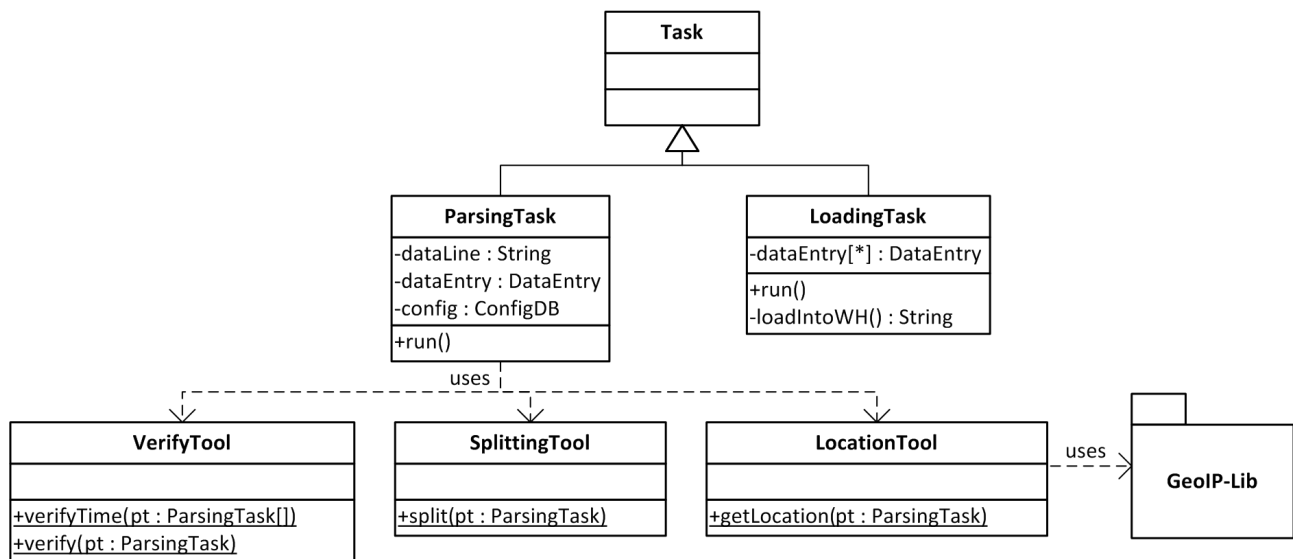 Task
ParsingTask
-dataLine : String
-dataEntry : DataEntry
-config : ConfigDB
+run()
LoadingTask
-dataEntry[*] : DataEntry
+run()
-loadIntoWH() : String
uses
VerifyTool
+verifyTime(pt : ParsingTask[])
+verify(pt : ParsingTask)
SplittingTool
+split(pt : ParsingTask)
LocationTool
+getLocation(pt : ParsingTask)
uses
GeoIP-Lib